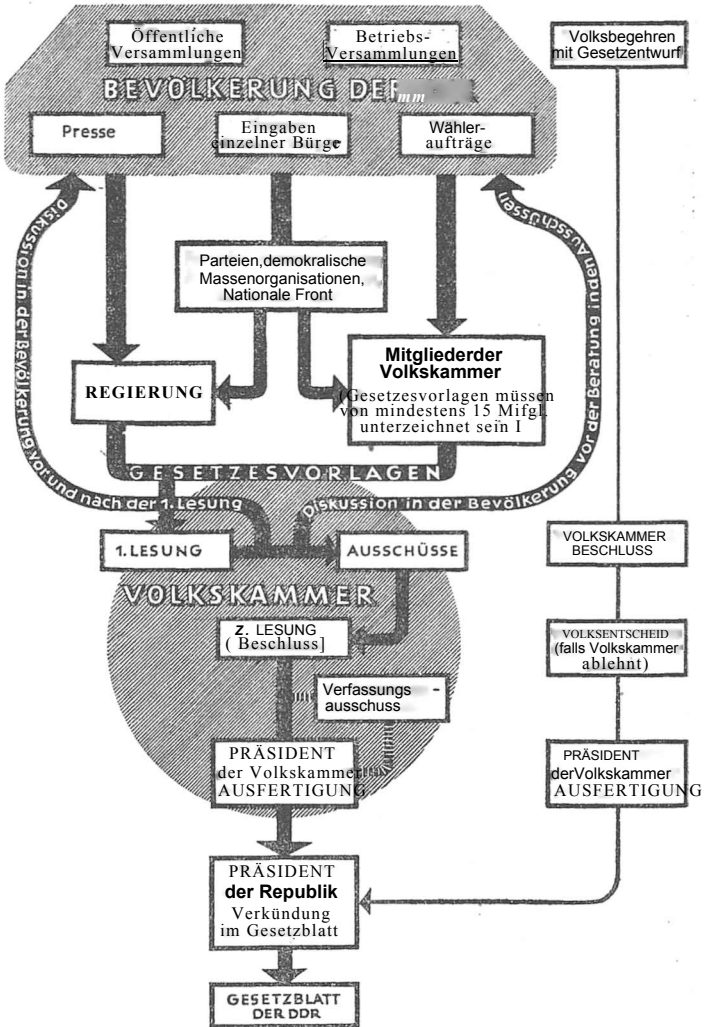 Öffentliche
Versammlungen
Betriebs-
Versammlungen
Volksbegehren
mit Gesetzentwurf
BEVÖLKERUNG DER
mm
Presse
Eingaben
einzelner Bürge
Wähler-
aufträge
Diskussion in der Bevölkerung vor und nach der 1. Lesung
Diskussion in der Bevölkerung vor der Beratung in den Ausschüssen
Parteien,demokralische
Massenorganisationen,
Nationale Front
REGIERUNG
Mitgliederder
Volkskammer
(Gesetzesvorlagen müssen
von mindestens 15 Mifgl.
unterzeichnet sein I
GESETZESVORLAGEN
1. LESUNG
AUSSCHÜSSE
VOLKSKAMMER
BESCHLUSS
VOLKSKAMMER
z. LESUNG
( Beschluss]
VOLKSENTSCHEID
(falls Volkskammer
ablehnt)
Verfassungs -
ausschuss
PRÄSIDENT
der Volkskammer
AUSFERTIGUNG
PRÄSIDENT
derVolkskammer
AUSFERTIGUNG
PRÄSIDENT
der Republik
Verkündung
im Gesetzblatt
GESETZBLATT
DER DDR